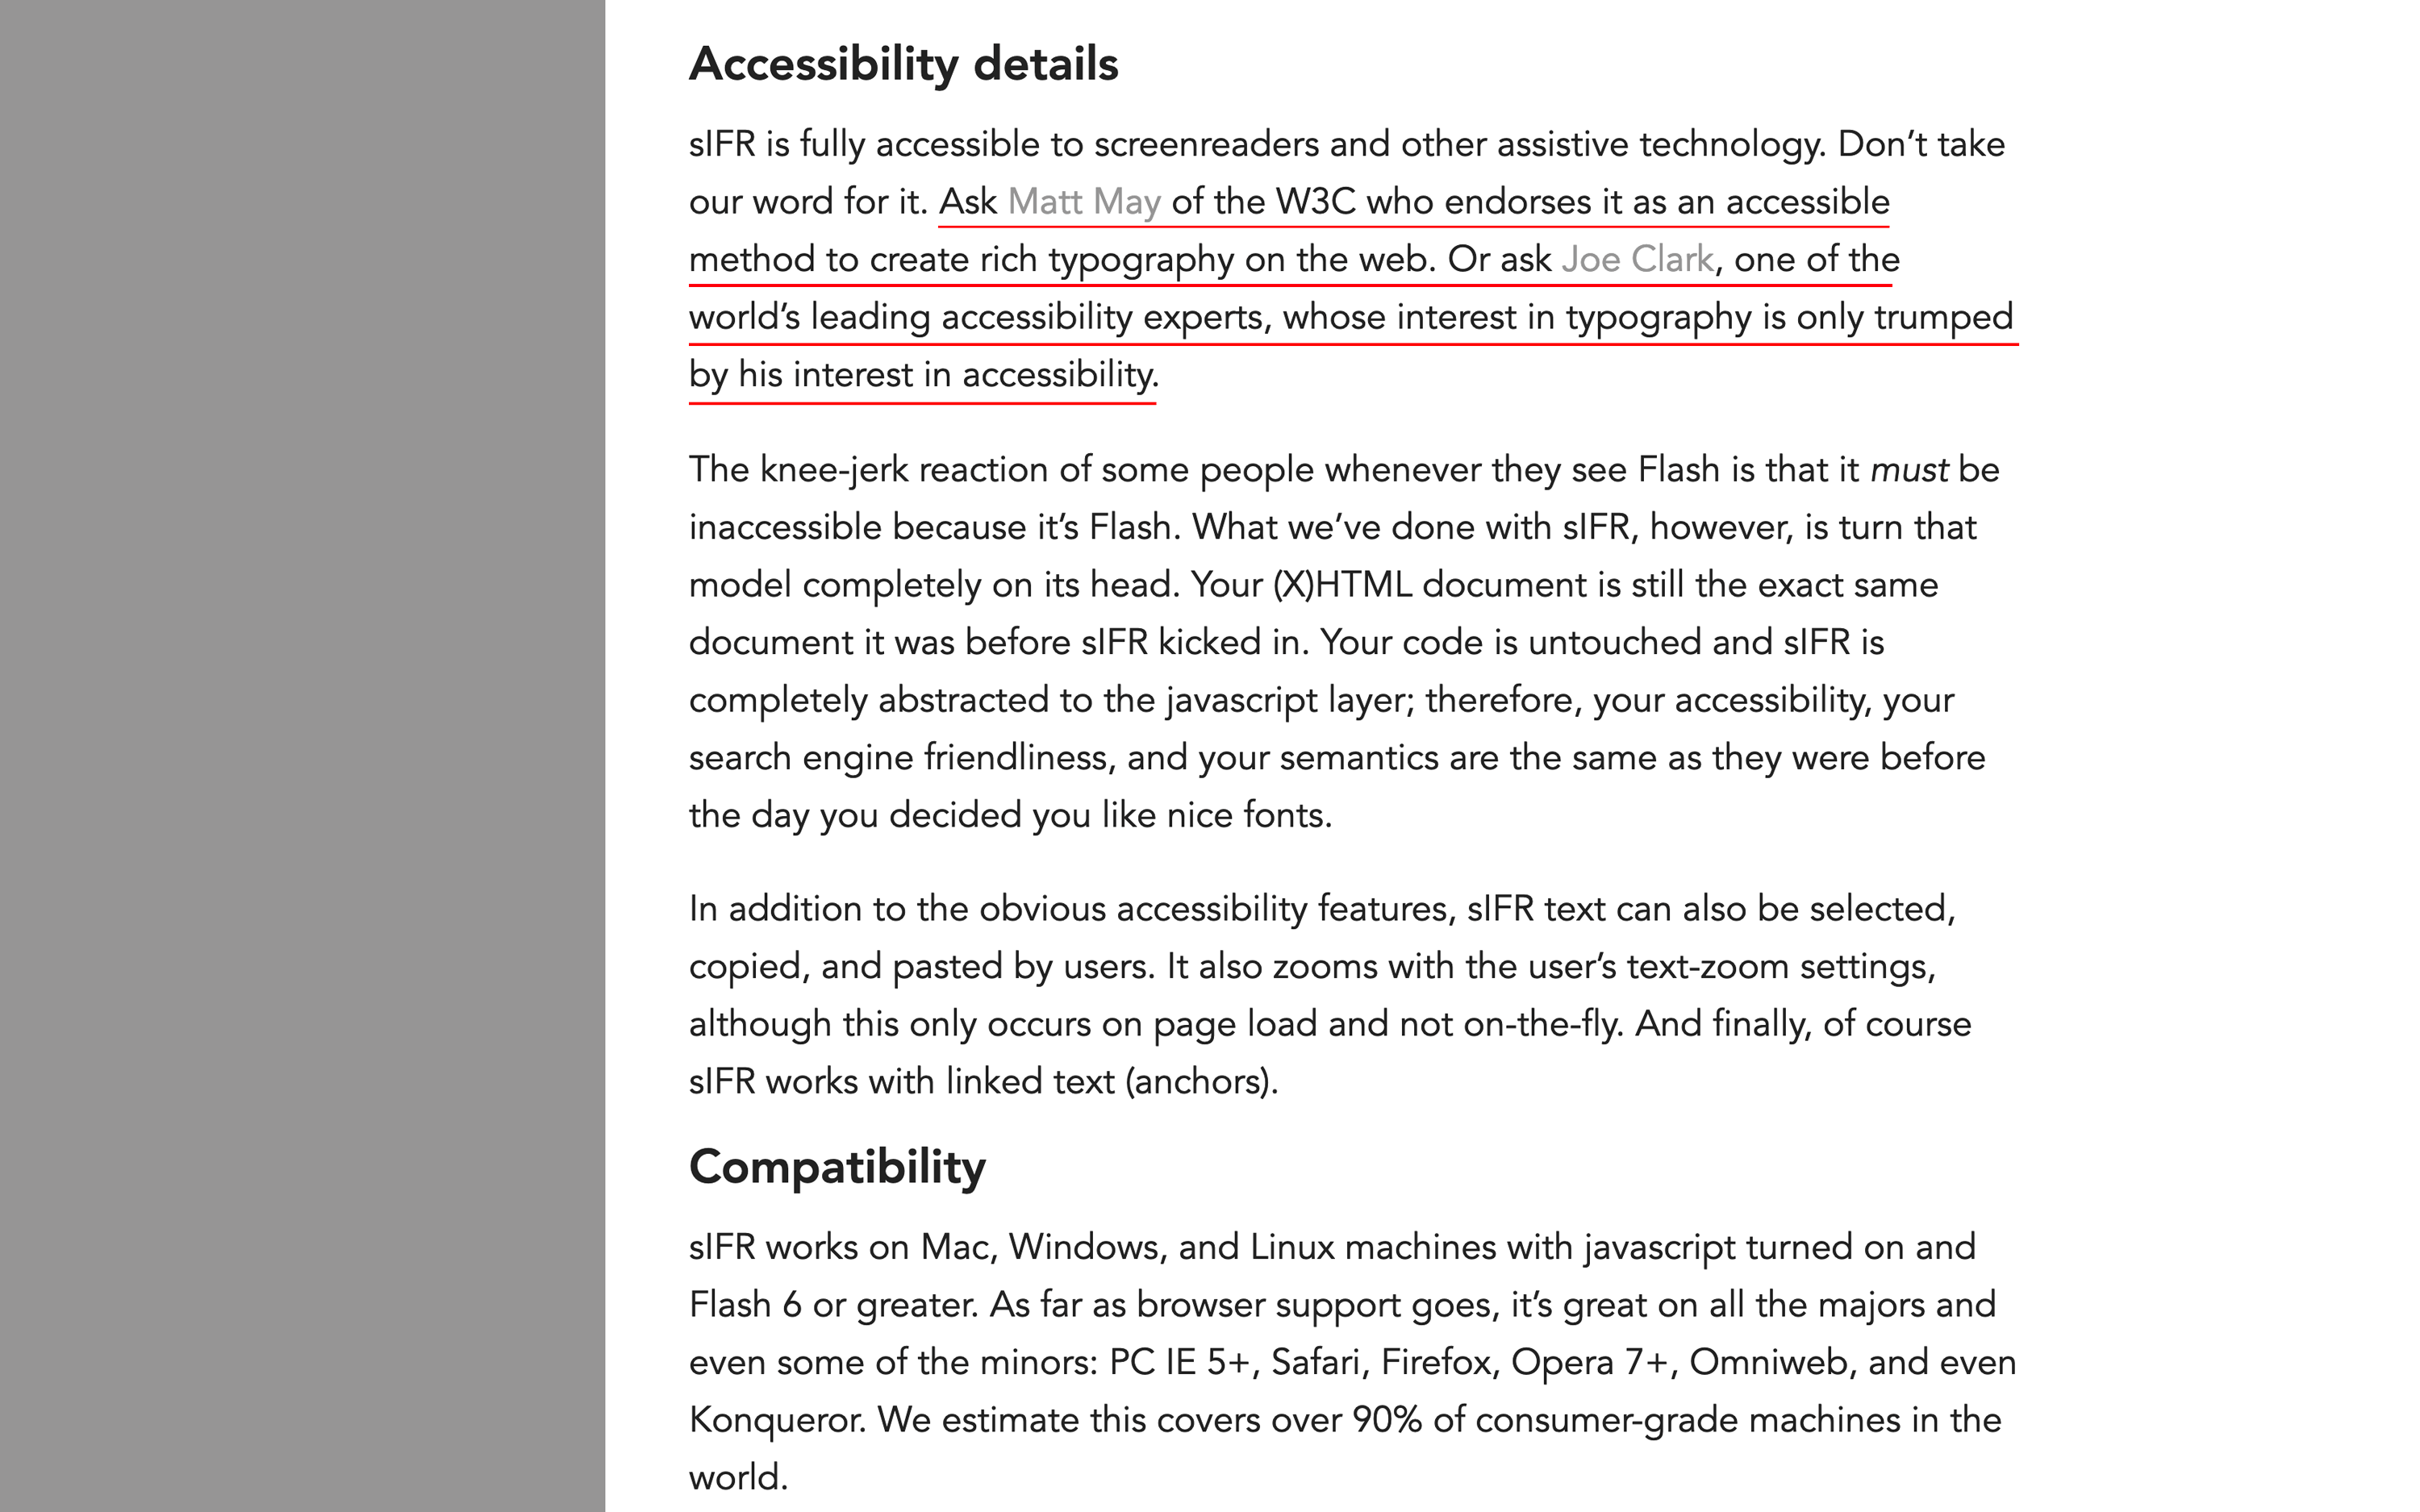 Accessibility details
sIFR is fully accessible to screenreaders and other assistive technology. Don’t take
our word for it. Ask Matt May of the W3C who endorses it as an accessible
method to create rich typography on the web. Or ask Joe Clark, one of the
world’s leading accessibility experts, whose interest in typography is only trumped
by his interest in accessibility.
The knee-jerk reaction of some people whenever they see Flash is that it must be
inaccessible because it’s Flash. What we’ve done with sIFR, however, is turn that
model completely on its head. Your (X)HTML document is still the exact same
document it was before sIFR kicked in. Your code is untouched and sIFR is
completely abstracted to the javascript layer; therefore, your accessibility, your
search engine friendliness, and your semantics are the same as they were before
the day you decided you like nice fonts.
In addition to the obvious accessibility features, sIFR text can also be selected,
copied, and pasted by users. It also zooms with the user’s text-zoom settings,
although this only occurs on page load and not on-the-fly. And finally, of course
sIFR works with linked text (anchors).
Compatibility
sIFR works on Mac, Windows, and Linux machines with javascript turned on and
Flash 6 or greater. As far as browser support goes, it’s great on all the majors and
even some of the minors: PC IE 5+, Safari, Firefox, Opera 7+, Omniweb, and even
Konqueror. We estimate this covers over 90% of consumer-grade machines in the
world.